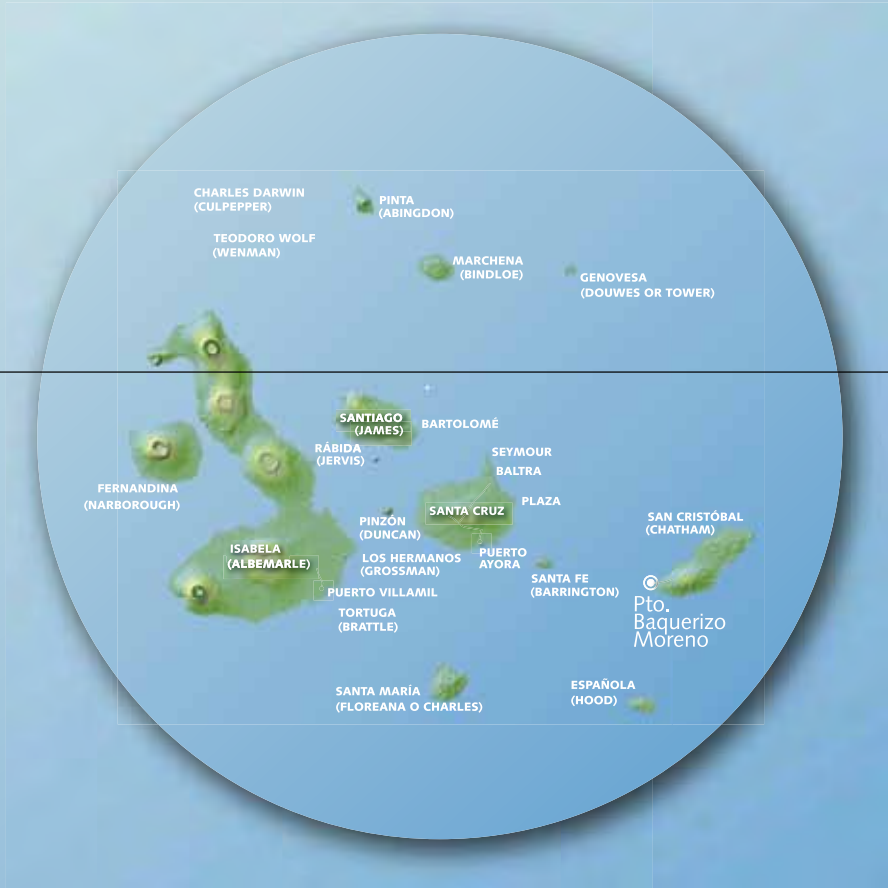 CHARLES DARWIN
(CULPEPPER)
PINTA
(ABINGDON)
TEODORO WOLF
(WENMAN)
MARCHENA
(BINDLOE)
GENOVESA
(DOUWES OR TOWER)
SANTIAGO
(JAMES)
BARTOLOMÉ
RÁBIDA
(JERVIS)
SEYMOUR
BALTRA
FERNANDINA
(NARBOROUGH)
PLAZA
SANTA CRUZ
PINZÓN
(DUNCAN)
SAN CRISTÓBAL
(CHATHAM)
ISABELA
(ALBEMARLE)
LOS HERMANOS
(GROSSMAN)
PUERTO
AYORA
SANTA FE
(BARRINGTON)
PUERTO VILLAMIL
TORTUGA
(BRATTLE)
Pto.
Baquerizo
Moreno
SANTA MARÍA
(FLOREANA O CHARLES)
ESPAÑOLA
(HOOD)